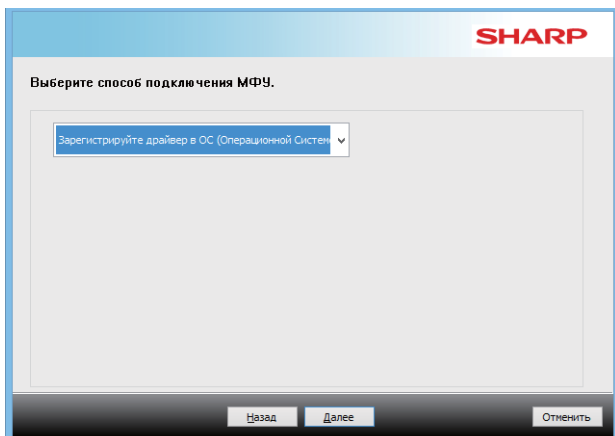 SHARP
Выберите способ подключения МФУ.
Зарегистрируйте драйвер в ОС (Операционной Систем
Назад
Далее
Отменить